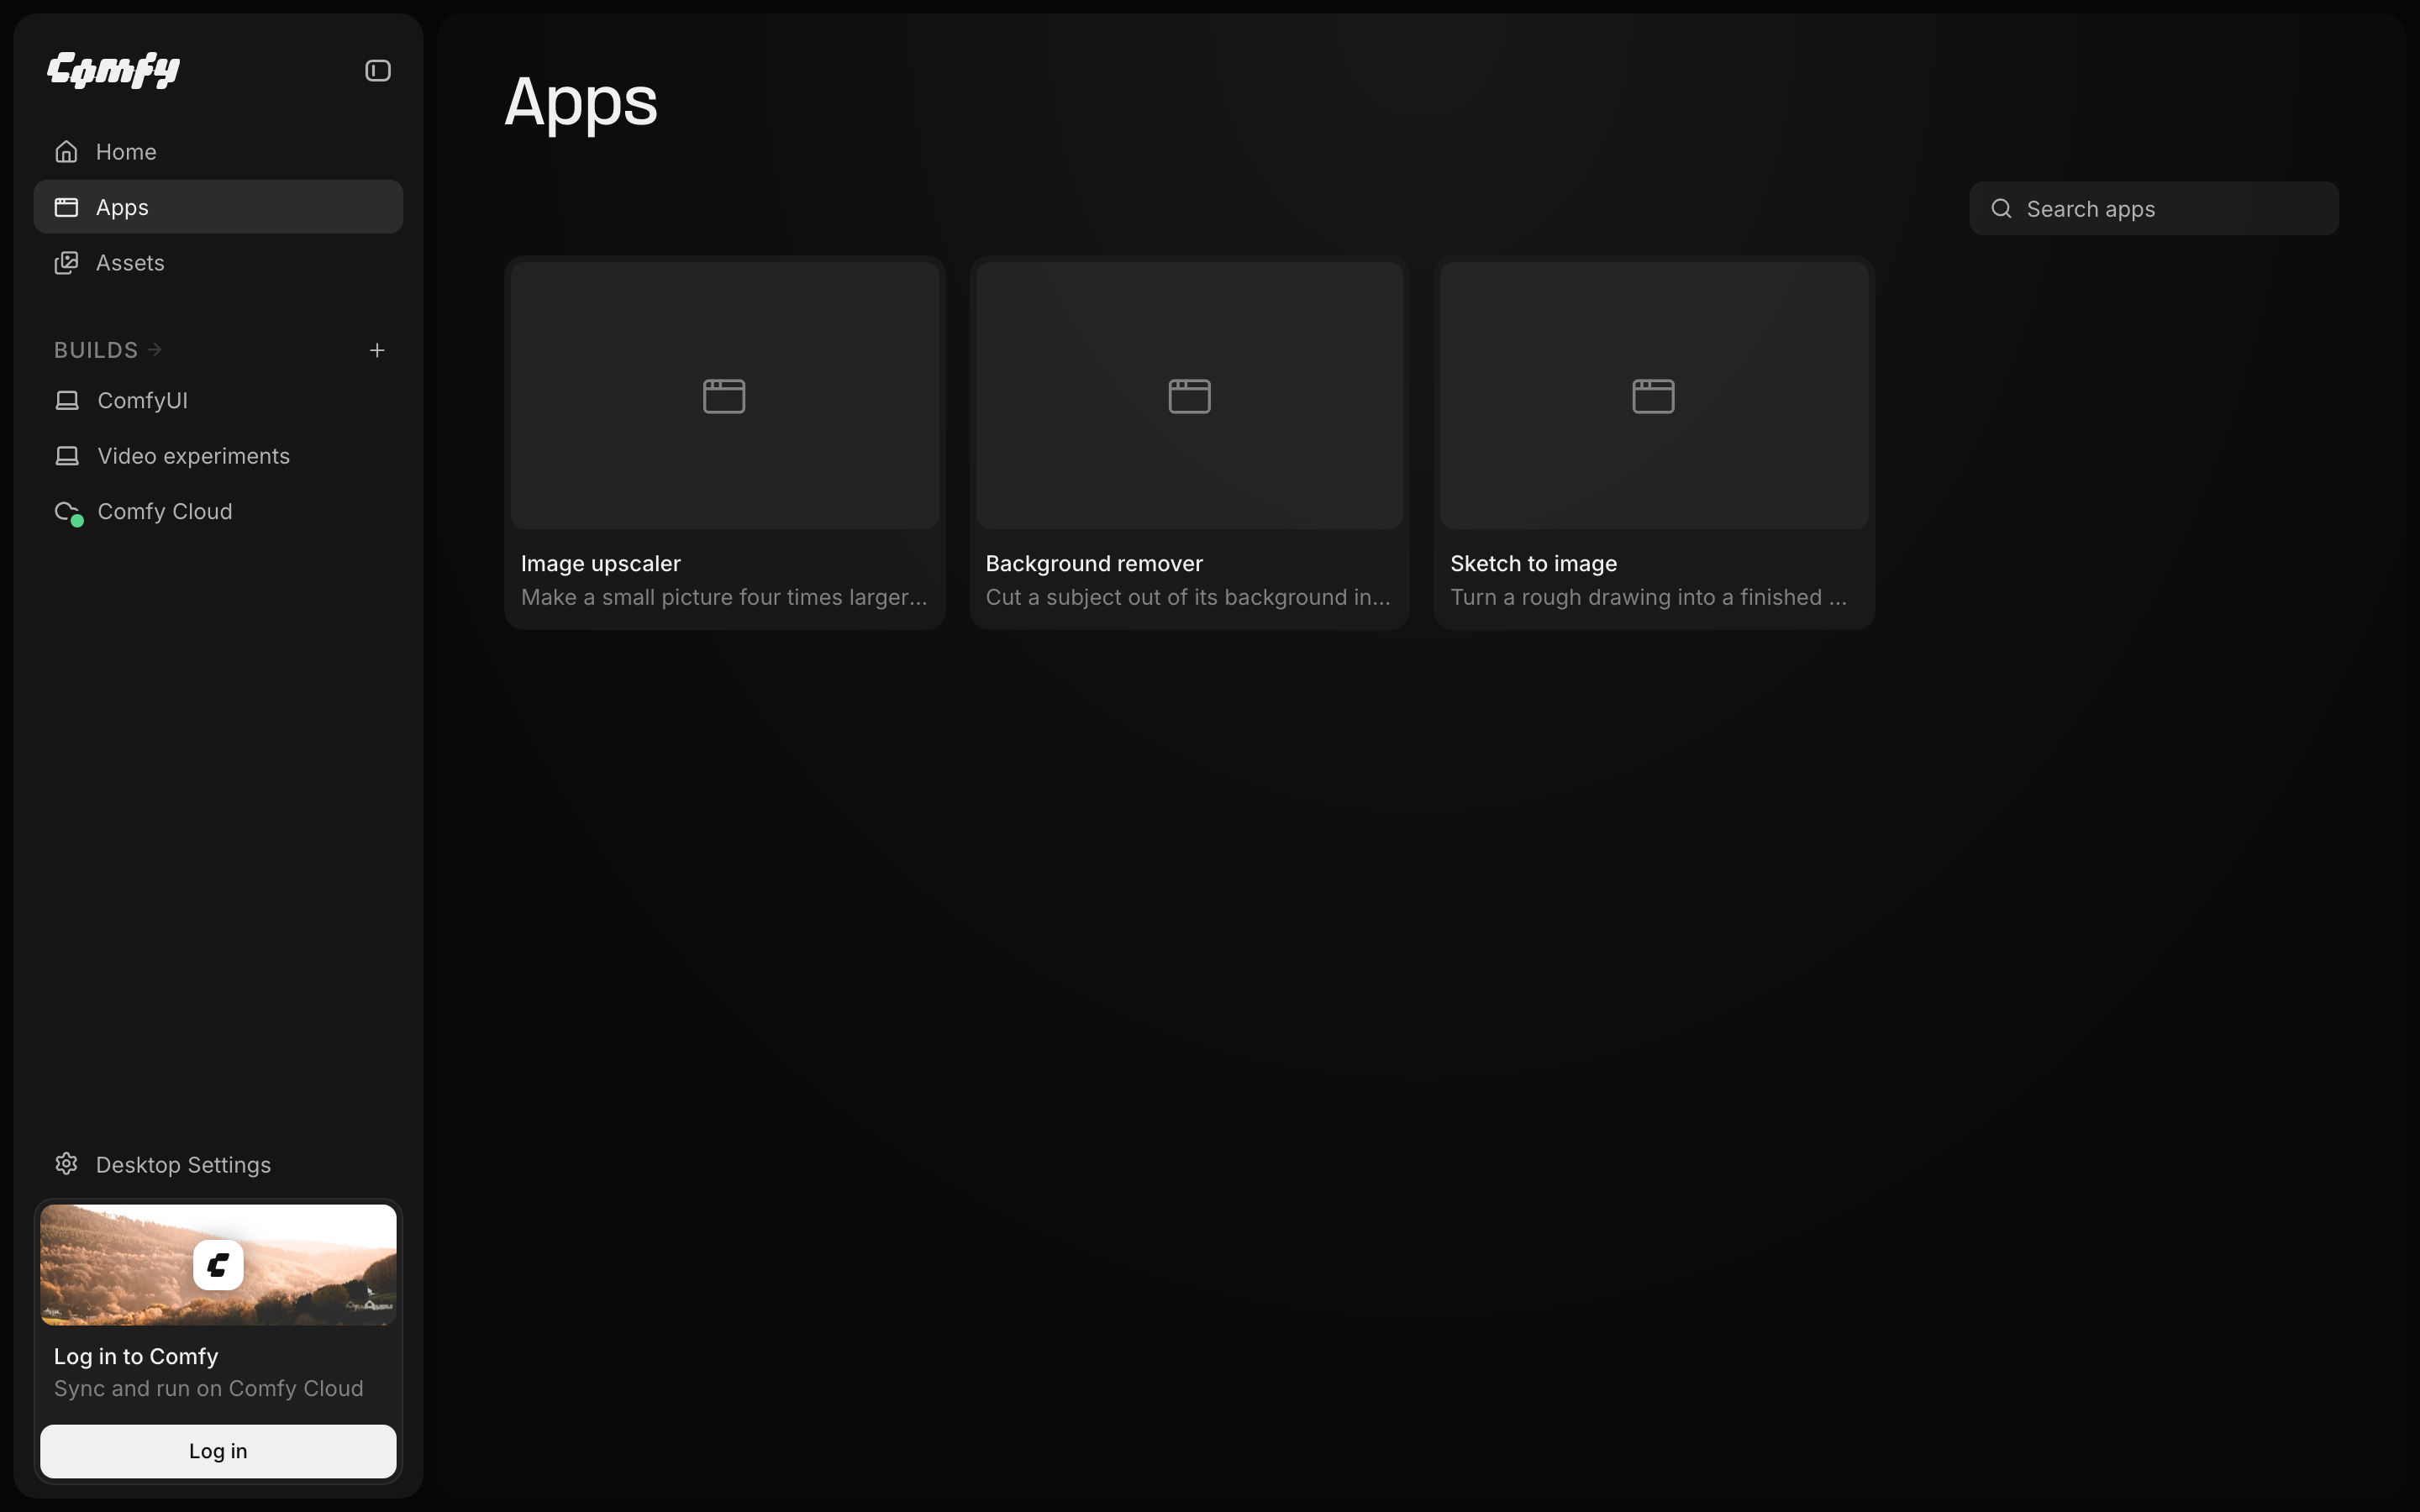 Comfy
Home
Apps
Assets
BUILDS
ComfyUI
Video experiments
Comfy Cloud
Desktop Settings
Log in to Comfy
Sync and run on Comfy Cloud
Log in
Apps
Search apps
Image upscaler
Make a small picture four times larger...
Background remover
Cut a subject out of its background in...
Sketch to image
Turn a rough drawing into a finished ...